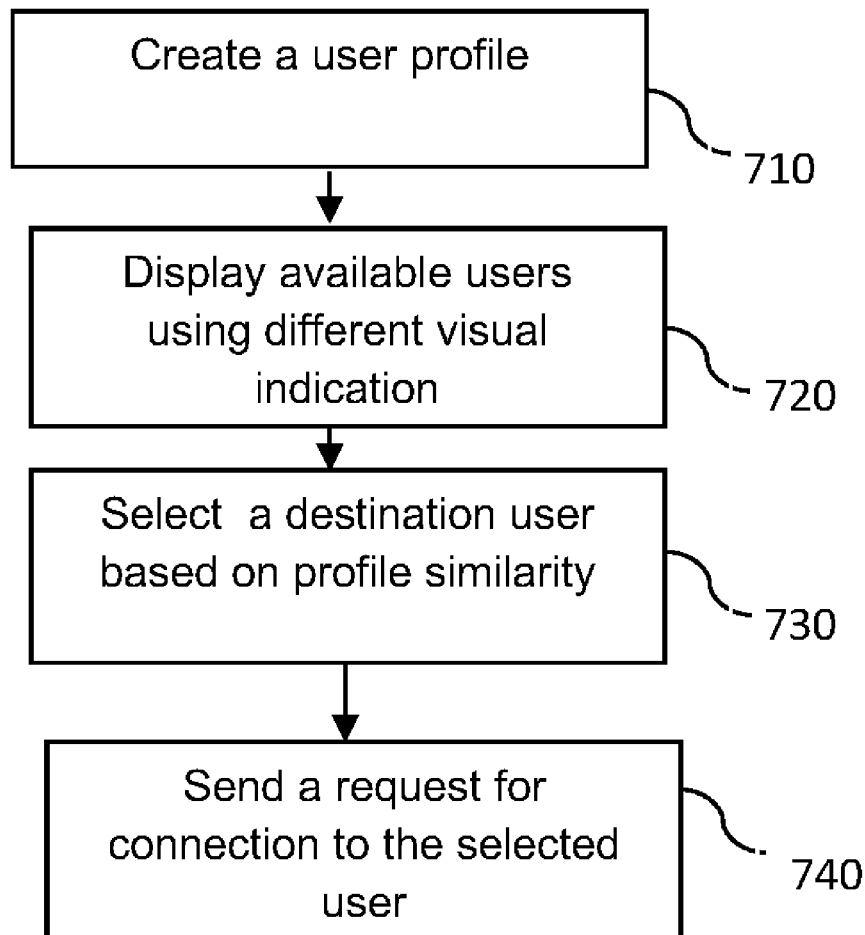 Create a user profile
710
Display available users
using different visual
indication
720
Select a destination user
based on profile similarity
730
Send a request for
connection to the selected
user
740